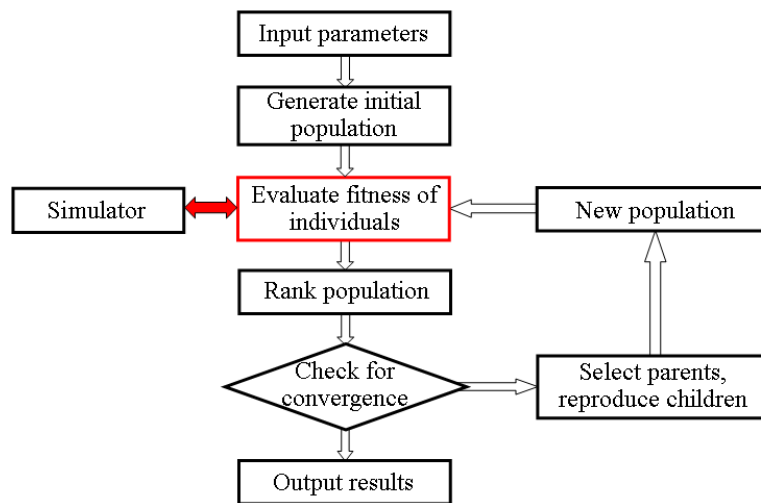 Input parameters
Generate initial
population
Simulator
Evaluate fitness of
individuals
New population
Rank population
Check for
convergence
Select parents,
reproduce children
Output results